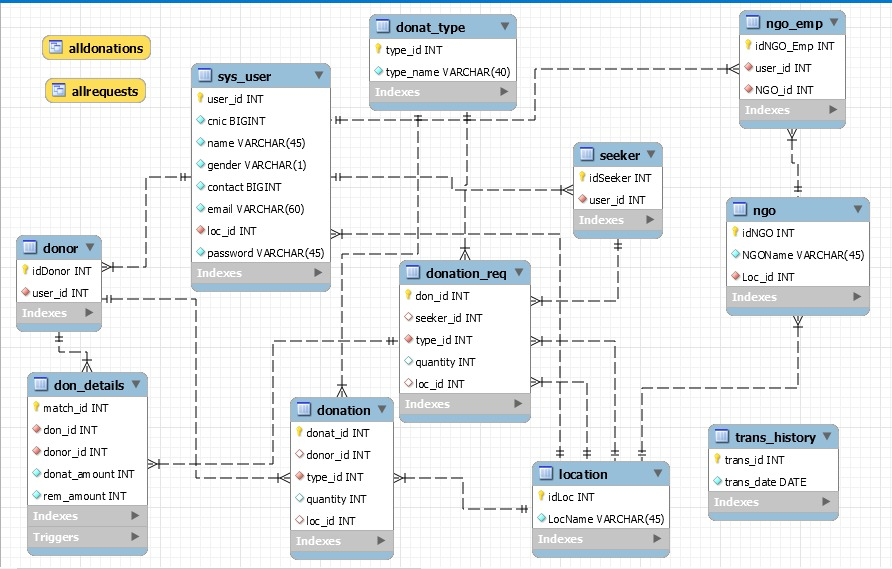 alldonations
allrequests
sys_user
user_id INT
cnic BIGINT
name VARCHAR(45)
gender VARCHAR(1)
contact BIGINT
email VARCHAR(60)
loc_id INT
password VARCHAR(45)
Indexes
donat_type
type_id INT
type_name VARCHAR(40)
Indexes
ngo_emp
idNGO_Emp INT
user_id INT
NGO_id INT
Indexes
seeker
idSeeker INT
user_id INT
Indexes
ngo
idNGO INT
NGOName VARCHAR(45)
Loc_id INT
Indexes
donor
idDonor INT
user_id INT
Indexes
donation_req
don_id INT
seeker_id INT
type_id INT
quantity INT
loc_id INT
Indexes
don_details
match_id INT
don_id INT
donor_id INT
donat_amount INT
rem_amount INT
Indexes
Triggers
donation
donat_id INT
donor_id INT
type_id INT
quantity INT
loc_id INT
Indexes
location
idLoc INT
LocName VARCHAR(45)
Indexes
trans_history
trans_id INT
trans_date DATE
Indexes